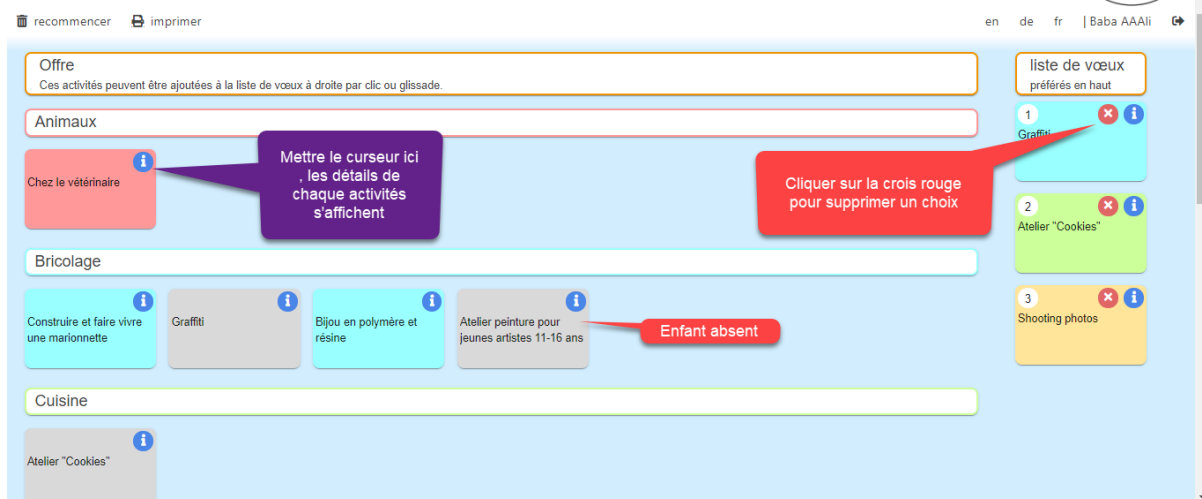 recommencer imprimer en de fr | Baba AAAli
Offre
Ces activités peuvent être ajoutées à la liste de vœux à droite par clic ou glissade.
liste de vœux
préférés en haut
Animaux
Chez le vétérinaire
Mettre le curseur ici
, les détails de
chaque activités
s'affichent
Cliquer sur la crois rouge
pour supprimer un choix
1
Graffiti
2
Atelier "Cookies"
3
Shooting photos
Bricolage
Construire et faire vivre
une marionnette
Graffiti
Bijou en polymère et
résine
Atelier peinture pour
jeunes artistes 11-16 ans
Enfant absent
Cuisine
Atelier "Cookies"